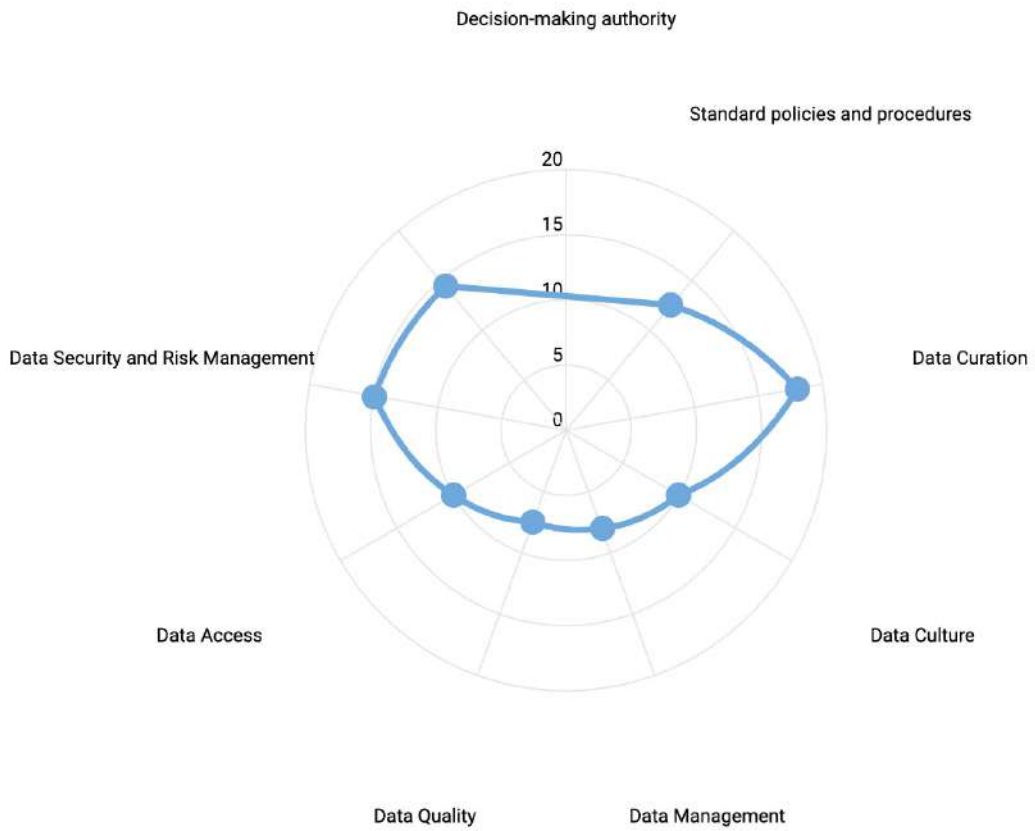 Decision-making authority
Standard policies and procedures
20
15
10
5
0
Data Security and Risk Management
Data Curation
Data Access
Data Culture
Data Quality
Data Management